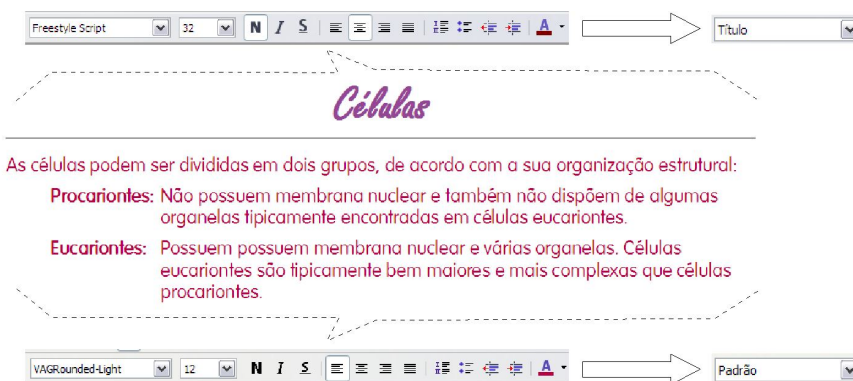 Freestyle Script 32 N I S A Título
Células
As células podem ser divididas em dois grupos, de acordo com a sua organização estrutural:
Procariontes: Não possuem membrana nuclear e também não dispõem de algumas
organelas tipicamente encontradas em células eucariontes.
Eucariontes: Possuem possuem membrana nuclear e várias organelas. Células
eucariontes são tipicamente bem maiores e mais complexas que células
procariontes.
VAGRounded-Light 12 N I S A Padrão